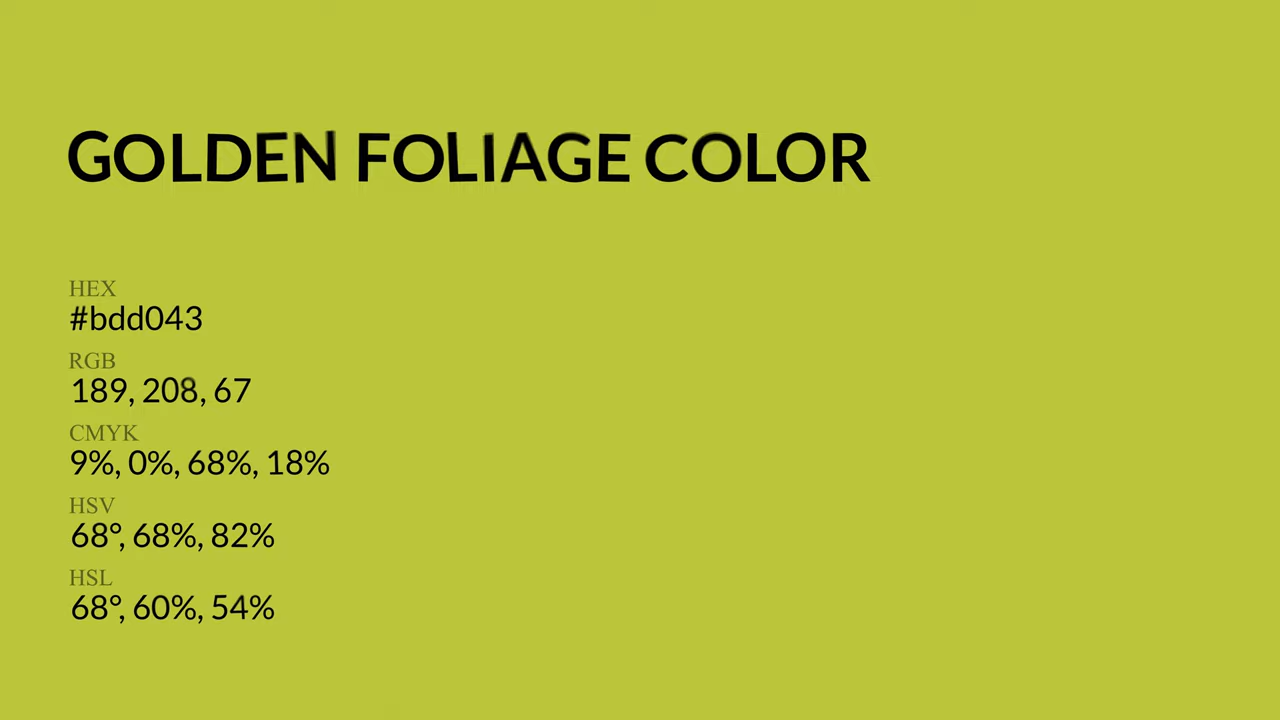 GOLDEN FOLIAGE COLOR
HEX
#bdd043
RGB
189, 208, 67
CMYK
9%, 0%, 68%, 18%
HSV
68°, 68%, 82%
HSL
68°, 60%, 54%